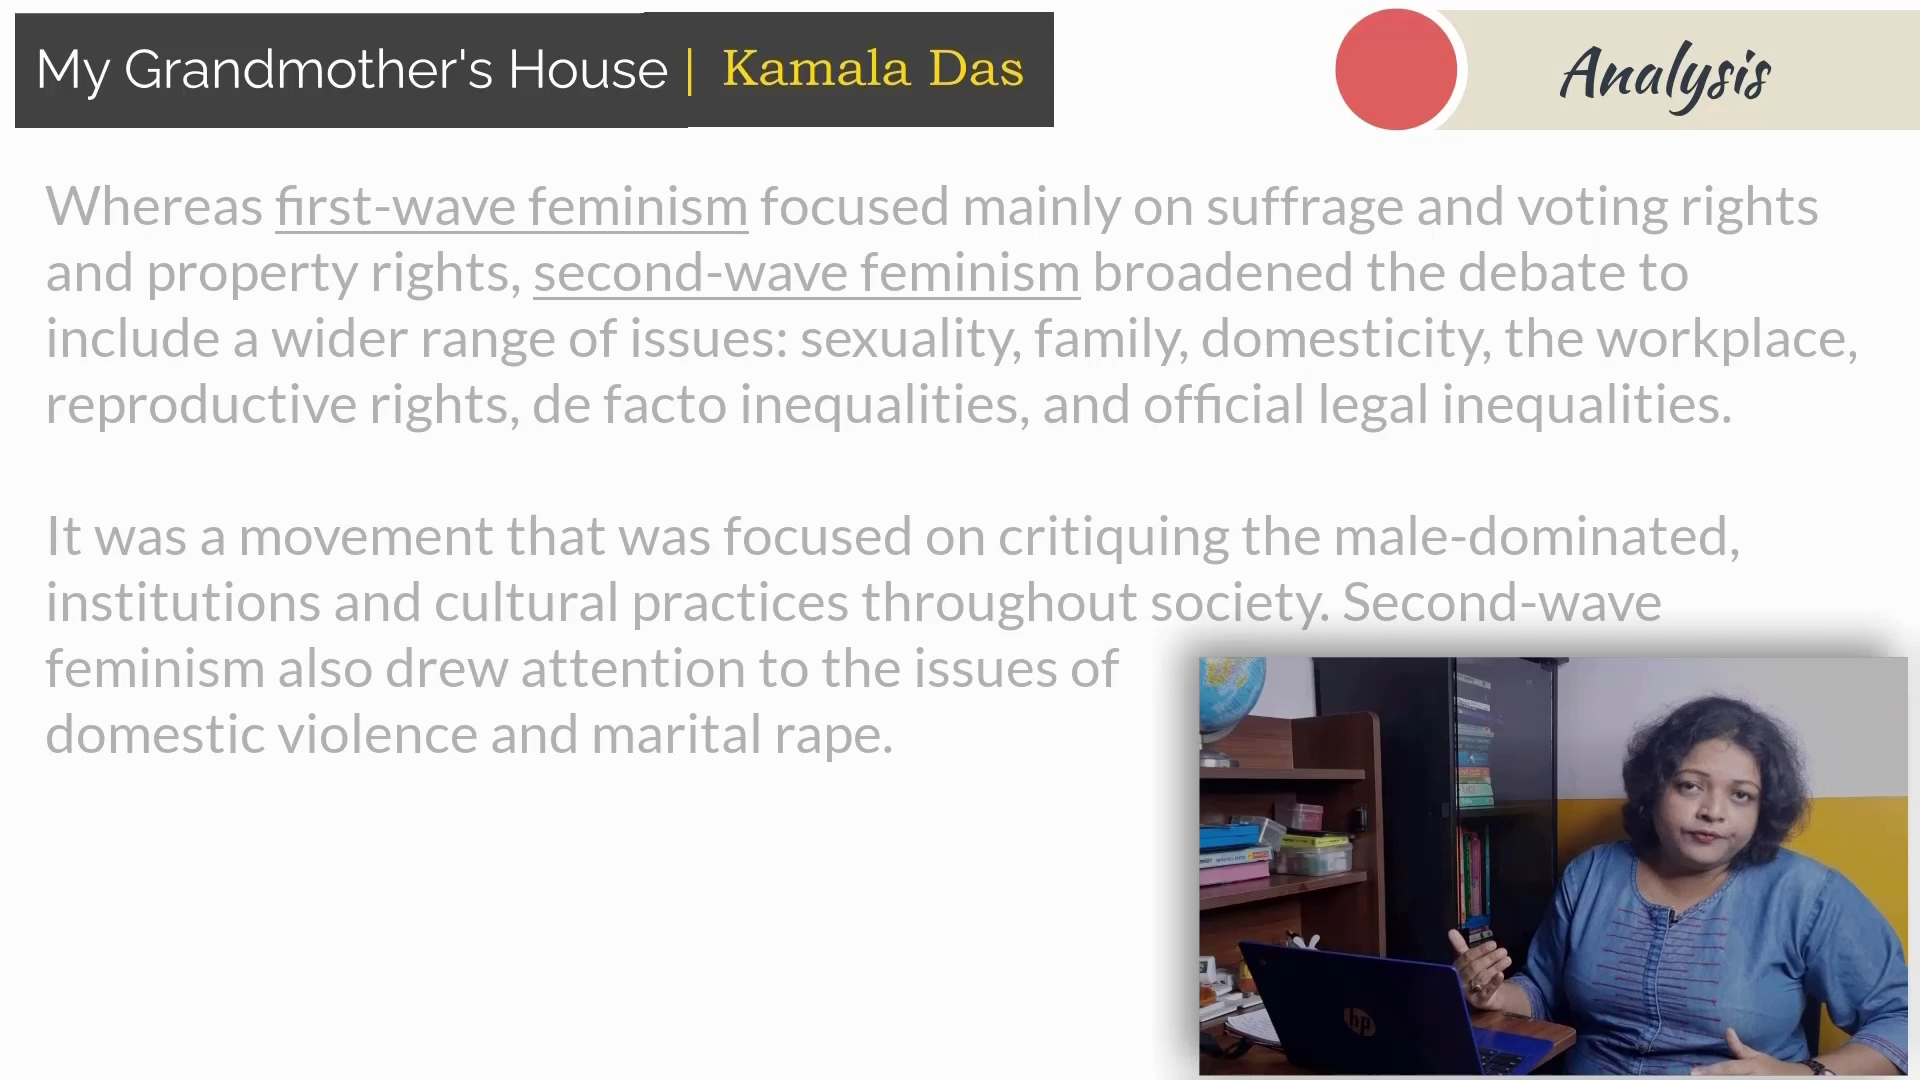 My Grandmother's House | Kamala Das
Analysis
Whereas first-wave feminism focused mainly on suffrage and voting rights
and property rights, second-wave feminism broadened the debate to
include a wider range of issues: sexuality, family, domesticity, the workplace,
reproductive rights, de facto inequalities, and official legal inequalities.
It was a movement that was focused on critiquing the male-dominated,
institutions and cultural practices throughout society. Second-wave
feminism also drew attention to the issues of
domestic violence and marital rape.
hp